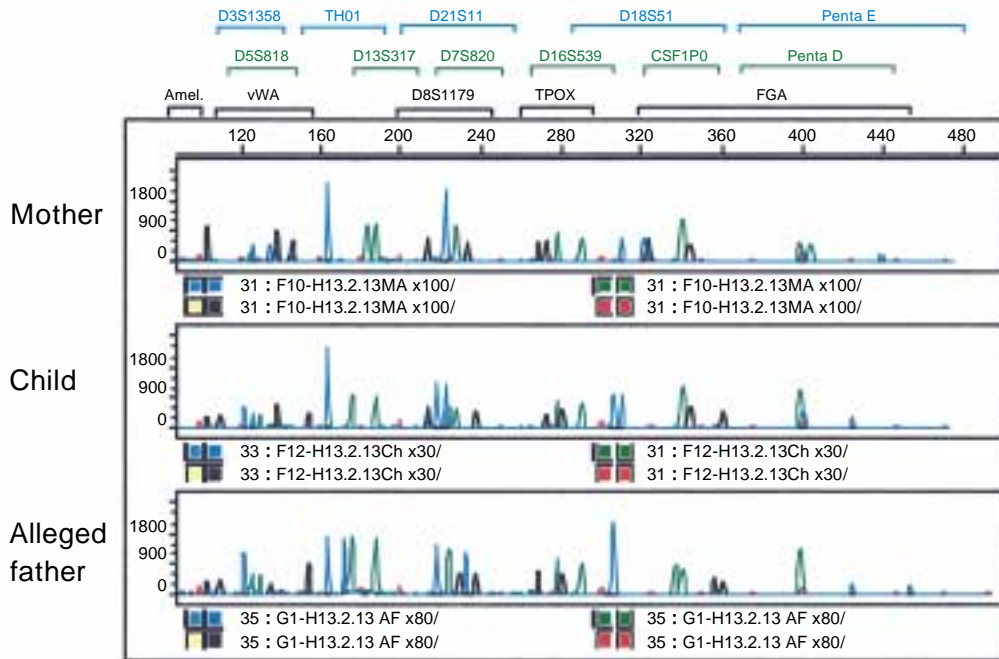 D3S1358 TH01 D21S11 D18S51 Penta E
D5S818 D13S317 D7S820 D16S539 CSF1P0 Penta D
Amel. vWA D8S1179 TPOX FGA
120 160 200 240 280 320 360 400 440 480
Mother
1800
900
0
31 : F10-H13.2.13MA x100/ 31 : F10-H13.2.13MA x100/
31 : F10-H13.2.13MA x100/ 31 : F10-H13.2.13MA x100/
Child
1800
900
0
33 : F12-H13.2.13Ch x30/ 31 : F12-H13.2.13Ch x30/
33 : F12-H13.2.13Ch x30/ 31 : F12-H13.2.13Ch x30/
Alleged
father
1800
900
0
35 : G1-H13.2.13 AF x80/ 35 : G1-H13.2.13 AF x80/
35 : G1-H13.2.13 AF x80/ 35 : G1-H13.2.13 AF x80/